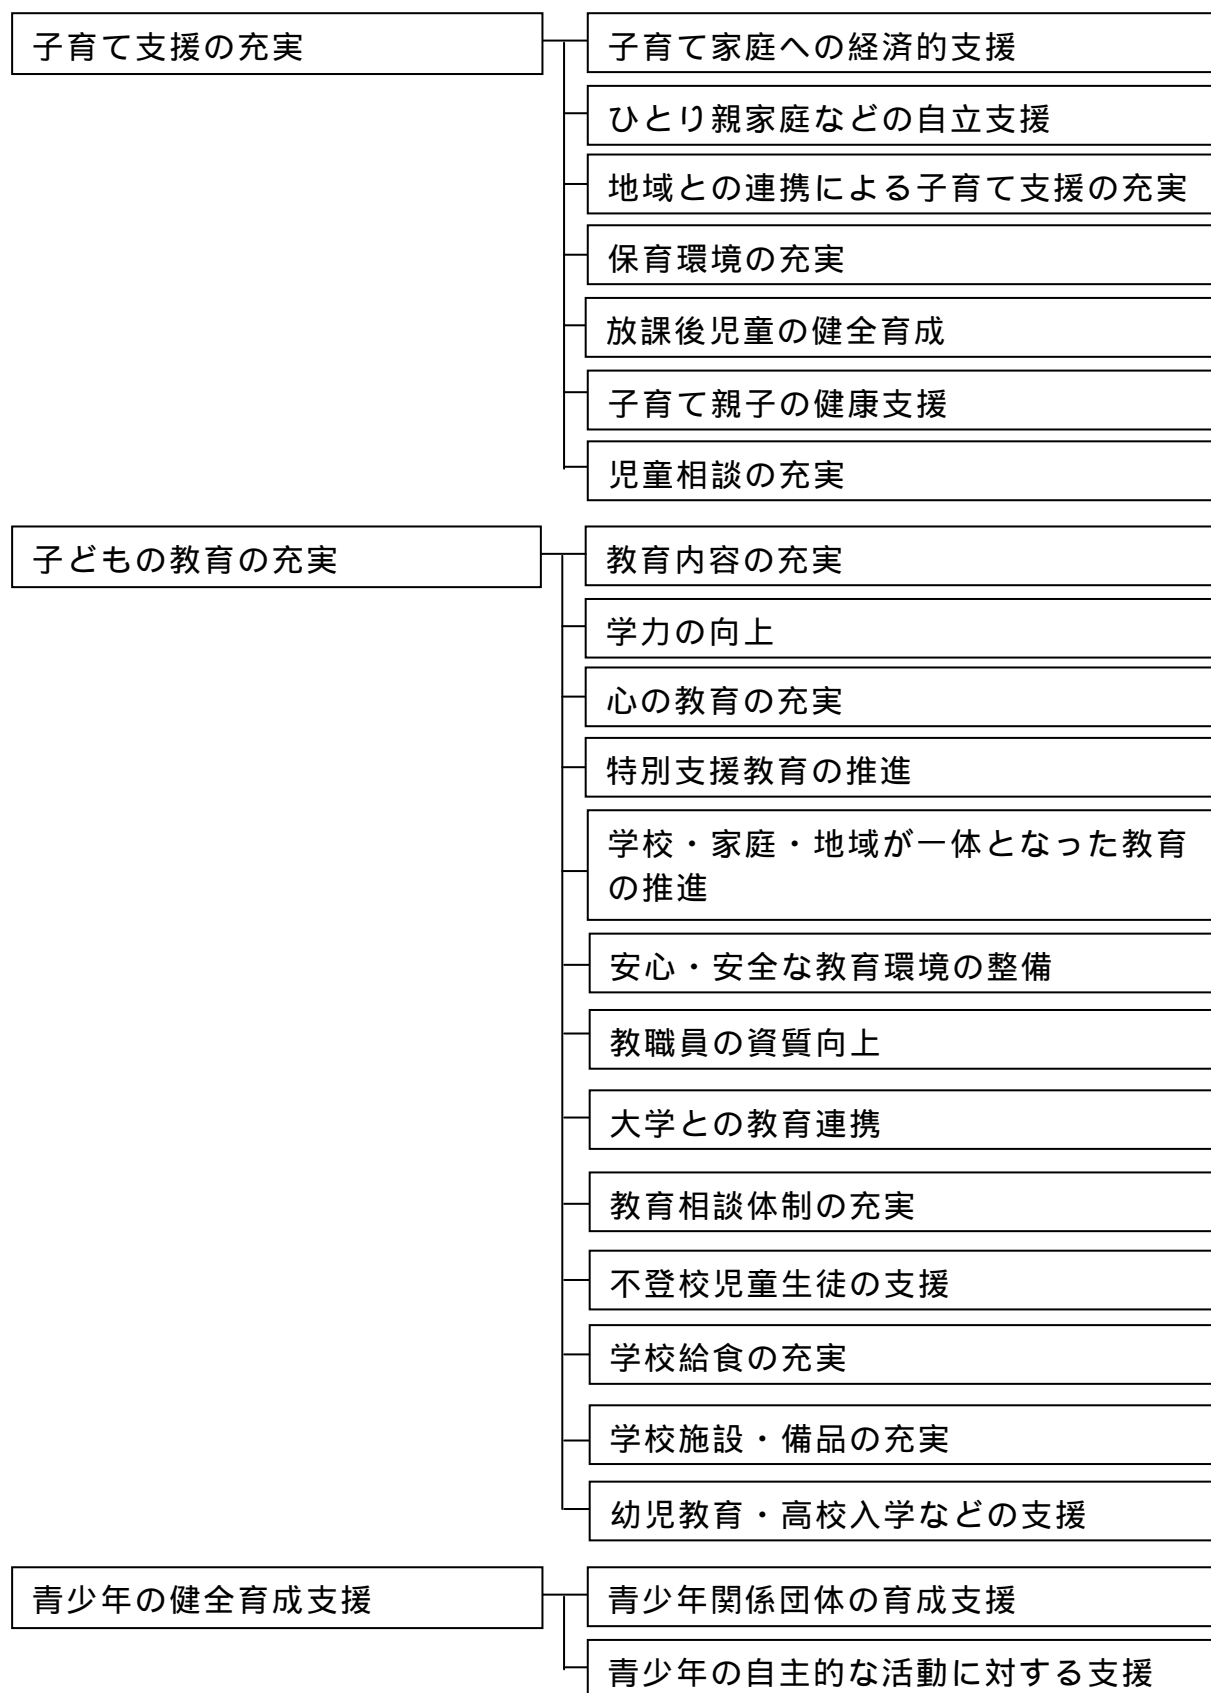 子育て支援の充実
子育て家庭への経済的支援
ひとり親家庭などの自立支援
地域との連携による子育て支援の充実
保育環境の充実
放課後児童の健全育成
子育て親子の健康支援
児童相談の充実
子どもの教育の充実
教育内容の充実
学力の向上
心の教育の充実
特別支援教育の推進
学校・家庭・地域が一体となった教育
の推進
安心・安全な教育環境の整備
教職員の資質向上
大学との教育連携
教育相談体制の充実
不登校児童生徒の支援
学校給食の充実
学校施設・備品の充実
幼児教育・高校入学などの支援
青少年の健全育成支援
青少年関係団体の育成支援
青少年の自主的な活動に対する支援